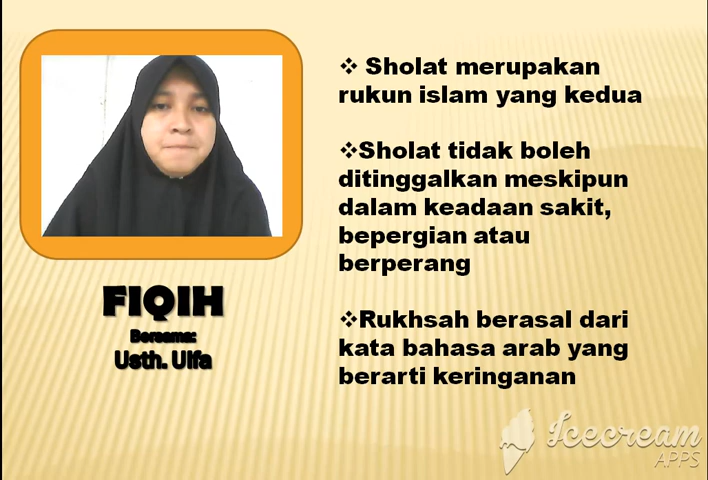 ❖ Sholat merupakan
rukun islam yang kedua
❖Sholat tidak boleh
ditinggalkan meskipun
dalam keadaan sakit,
bepergian atau
berperang
❖Rukhsah berasal dari
kata bahasa arab yang
berarti keringanan
FIQIH
Bersama:
Usth. Ulfa
Icecream
APPS